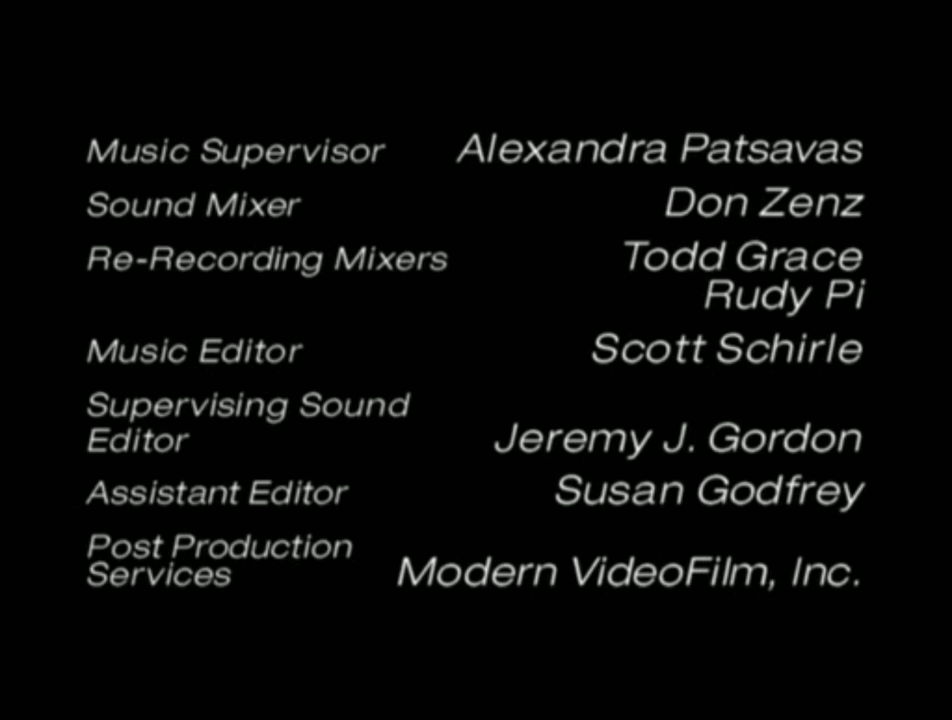 Music Supervisor Alexandra Patsavas
Sound Mixer Don Zenz
Re-Recording Mixers Todd Grace
Rudy Pi
Music Editor Scott Schirle
Supervising Sound
Editor Jeremy J. Gordon
Assistant Editor Susan Godfrey
Post Production
Services Modern VideoFilm, Inc.